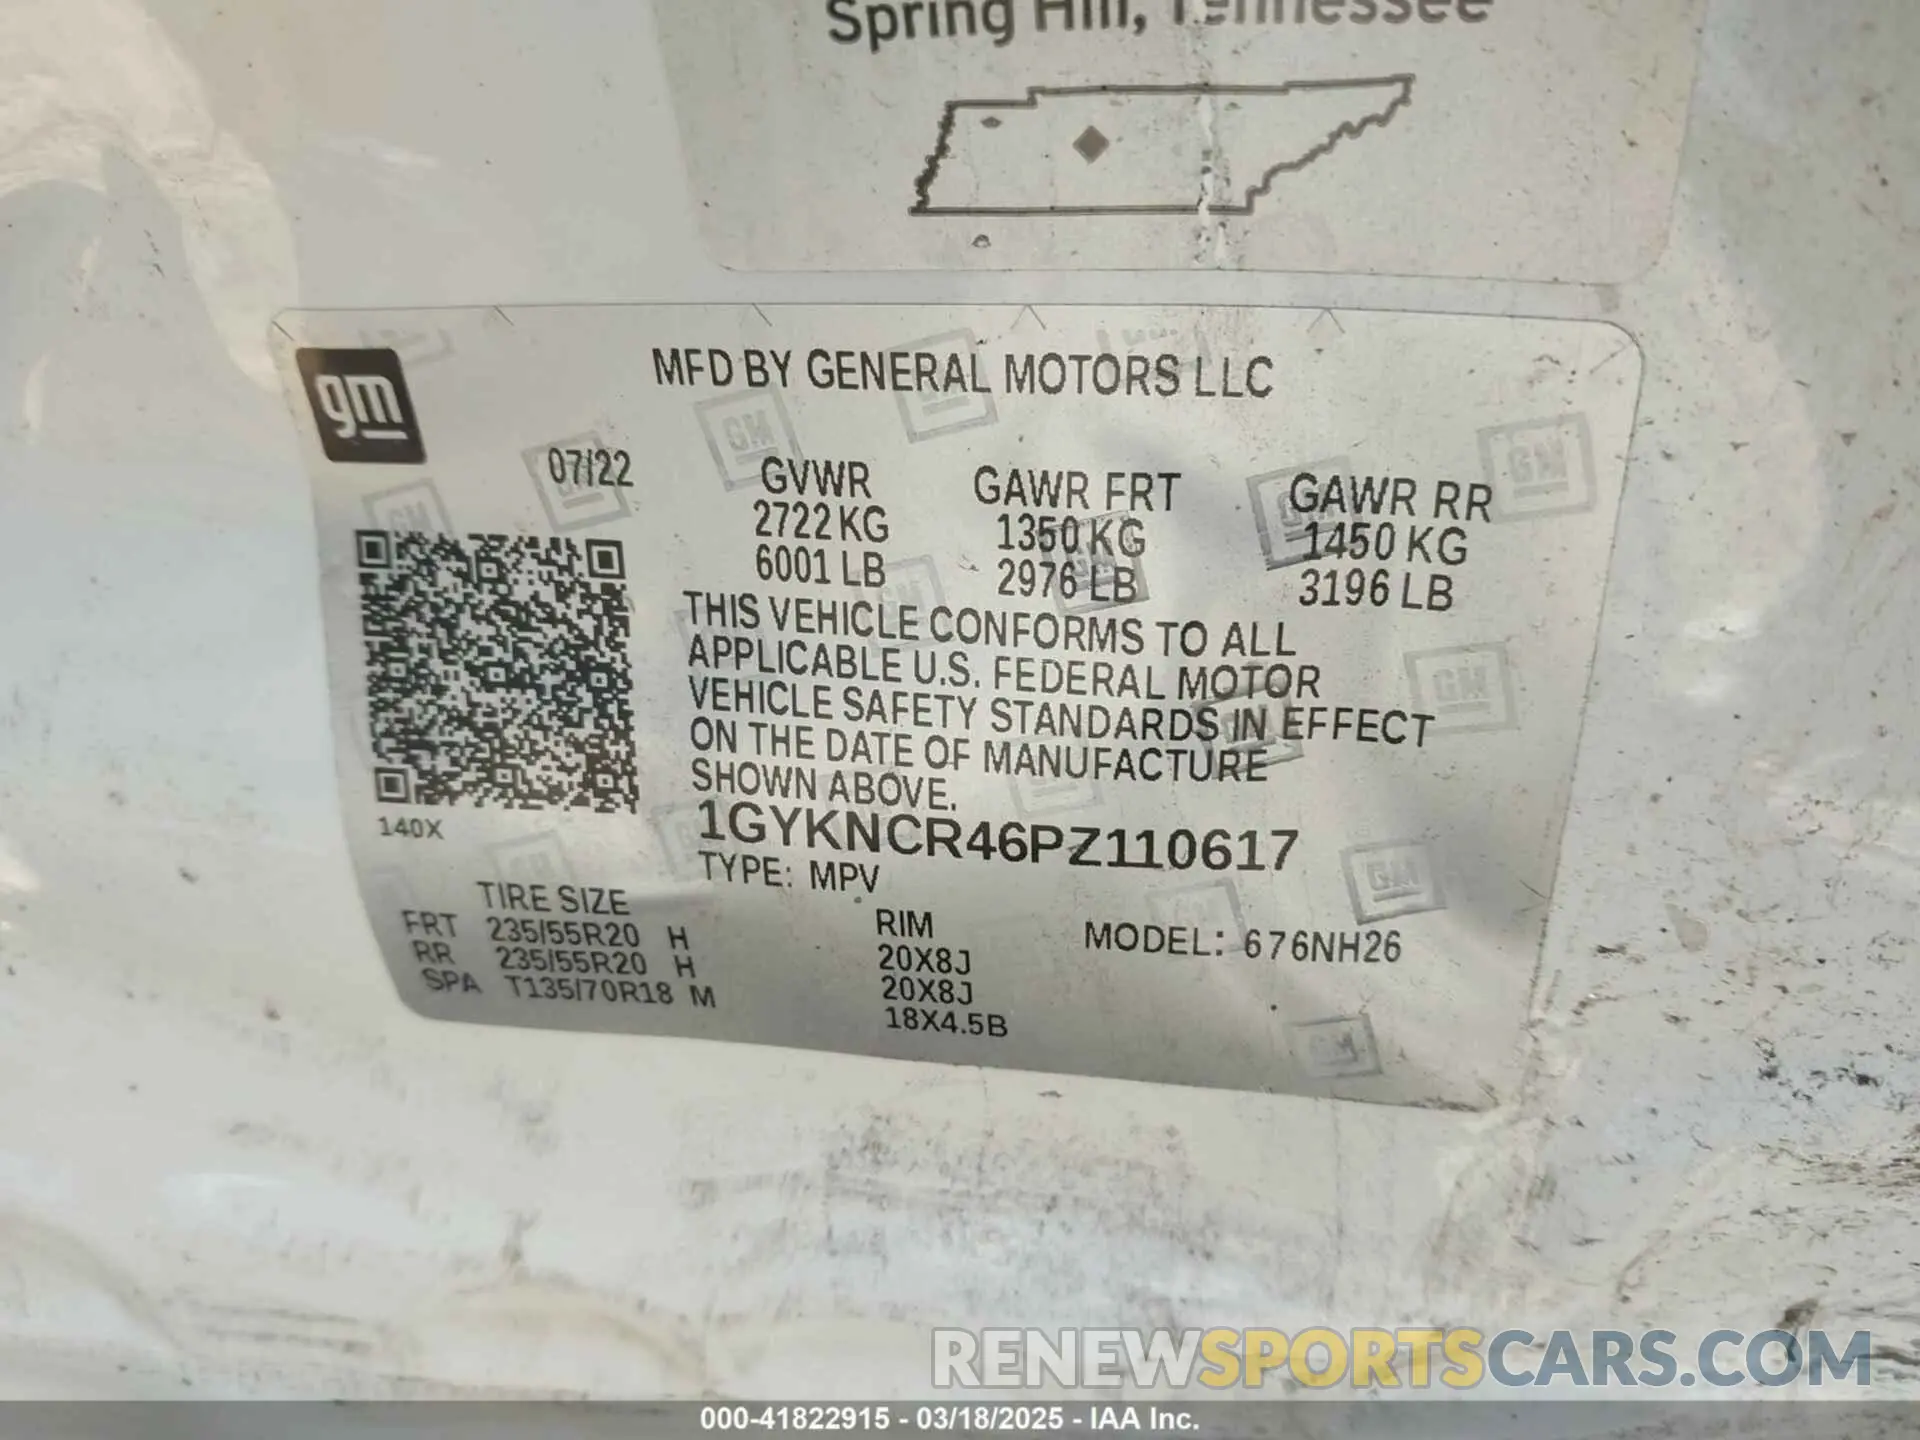 Spring Hill, Tennessee
gm
MFD BY GENERAL MOTORS LLC
07/22
GVWR GAWR FRT GAWR RR
2722 KG 1350 KG 1450 KG
6001 LB 2976 LB 3196 LB
THIS VEHICLE CONFORMS TO ALL
APPLICABLE U.S. FEDERAL MOTOR
VEHICLE SAFETY STANDARDS IN EFFECT
ON THE DATE OF MANUFACTURE
SHOWN ABOVE.
140X
1GYKNCR46PZ110617
TYPE: MPV
TIRE SIZE RIM MODEL: 676NH26
FRT 235/55R20 H 20X8J
RR 235/55R20 H 20X8J
SPA T135/70R18 M 18X4.5B
RENEWSPORTSCARS.COM
000-41822915 - 03/18/2025 - IAA Inc.